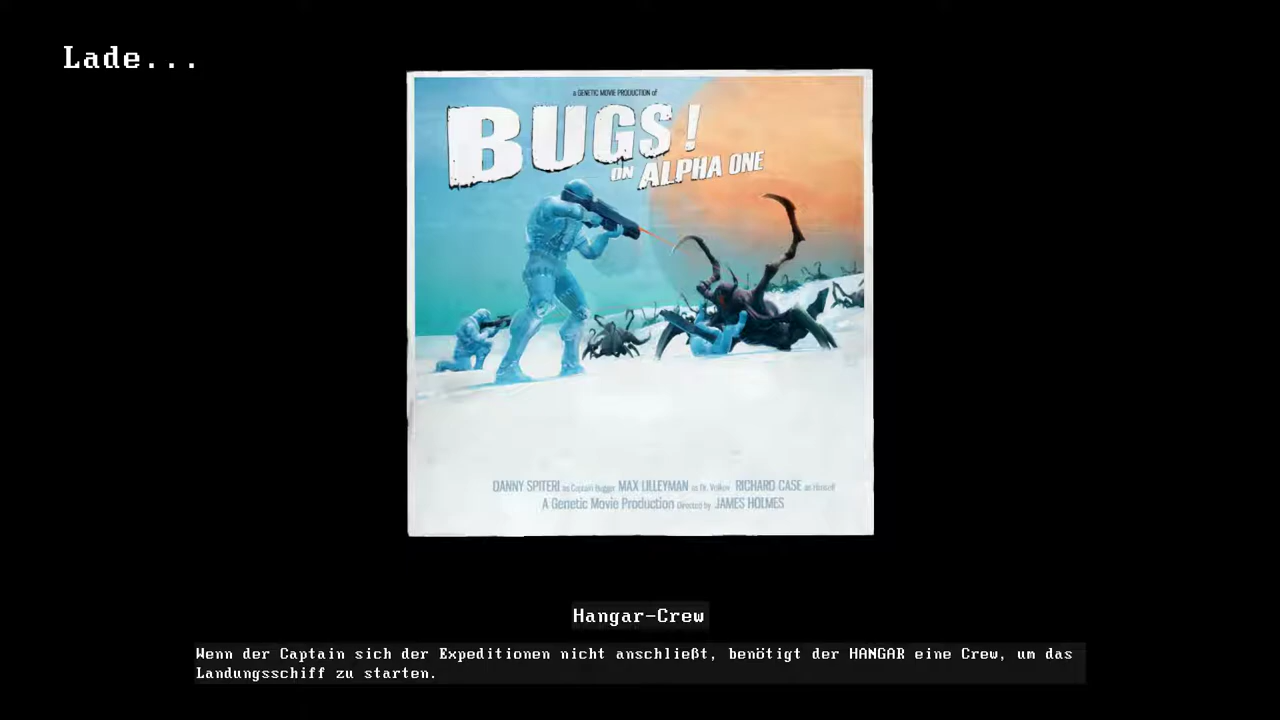 Lade...
a GENETIC MOVIE PRODUCTION of
BUGS!
ON ALPHA ONE
DANNY SPITERI as Captain Bugger MAX LILLEYMAN as Dr. Volkov RICHARD CASE as Himself
A Genetic Movie Production Directed by JAMES HOLMES
Hangar-Crew
Wenn der Captain sich der Expeditionen nicht anschließt, benötigt der HANGAR eine Crew, um das
Landungsschiff zu starten.